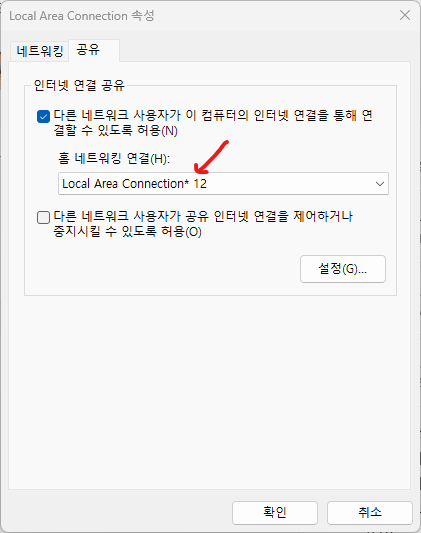 Local Area Connection 속성
네트워킹
공유
인터넷 연결 공유
다른 네트워크 사용자가 이 컴퓨터의 인터넷 연결을 통해 연
결할 수 있도록 허용(N)
홈 네트워킹 연결(H):
Local Area Connection* 12
다른 네트워크 사용자가 공유 인터넷 연결을 제어하거나
중지시킬 수 있도록 허용(O)
설정(G)...
확인
취소